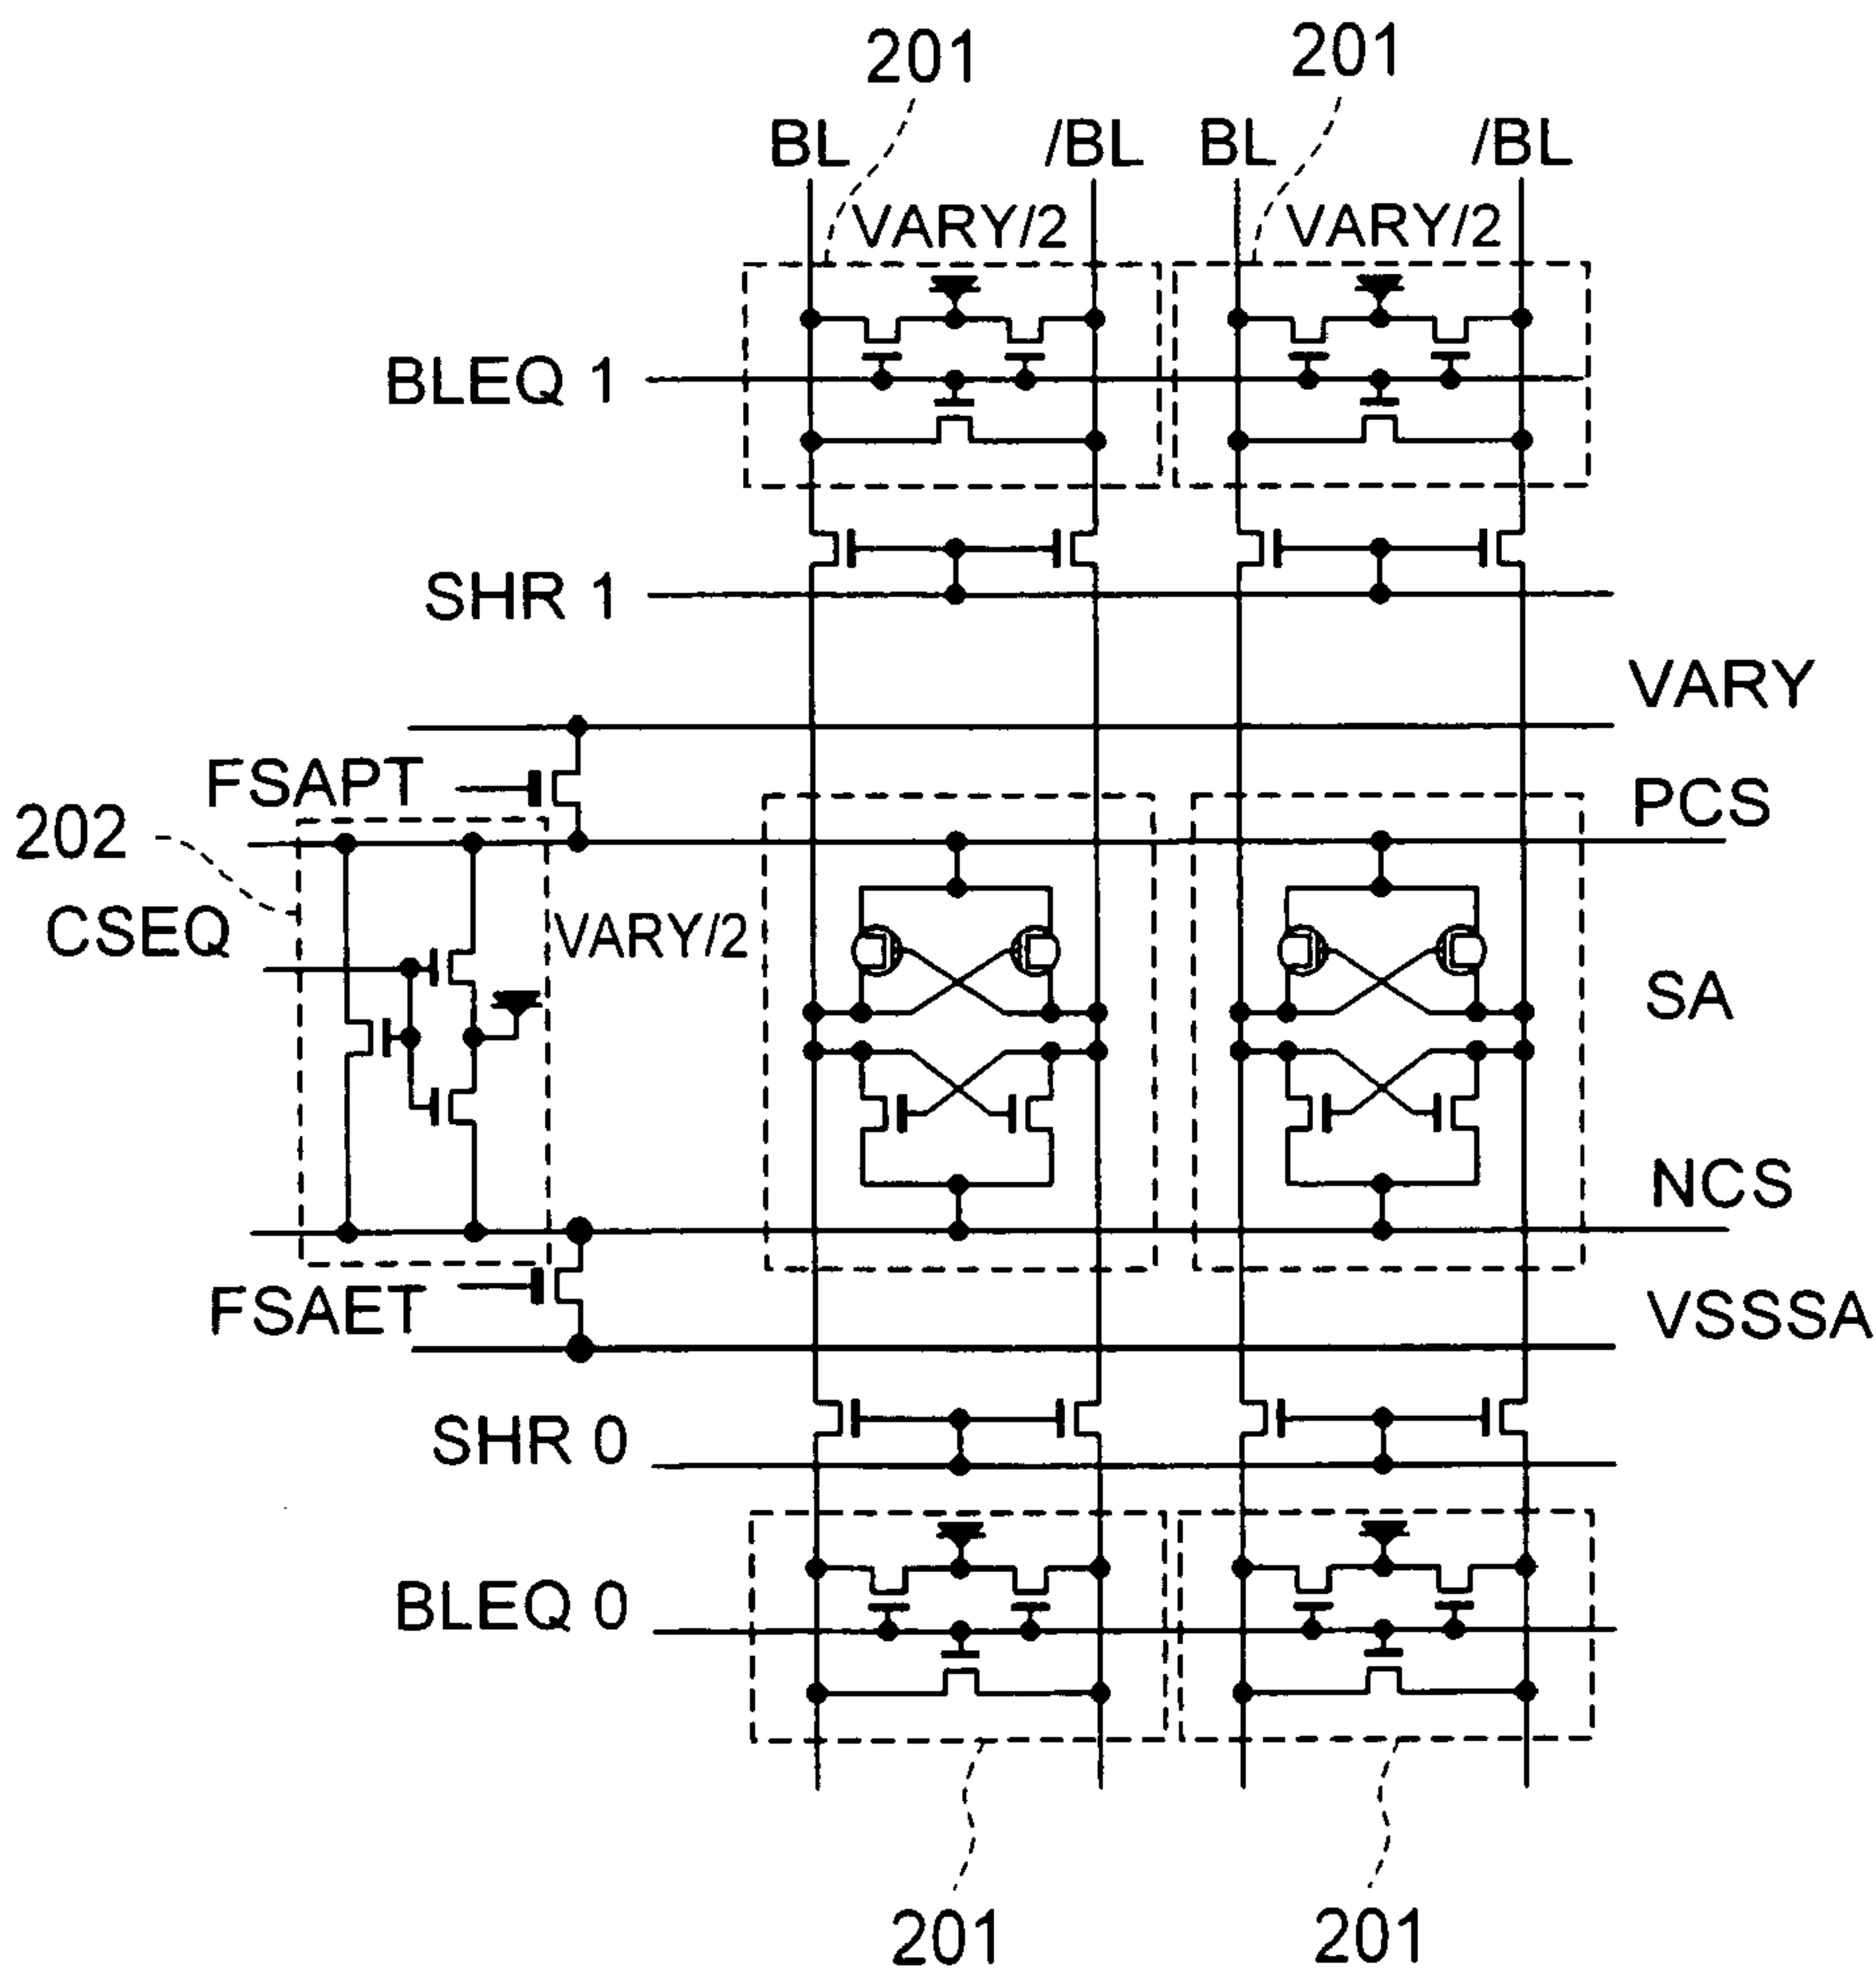 201 201
BL /BL BL /BL
VARY/2 VARY/2
BLEQ 1
SHR 1
VARY
FSAPT
PCS
202
CSEQ
VARY/2
SA
NCS
FSAET
VSSSA
SHR 0
BLEQ 0
201 201